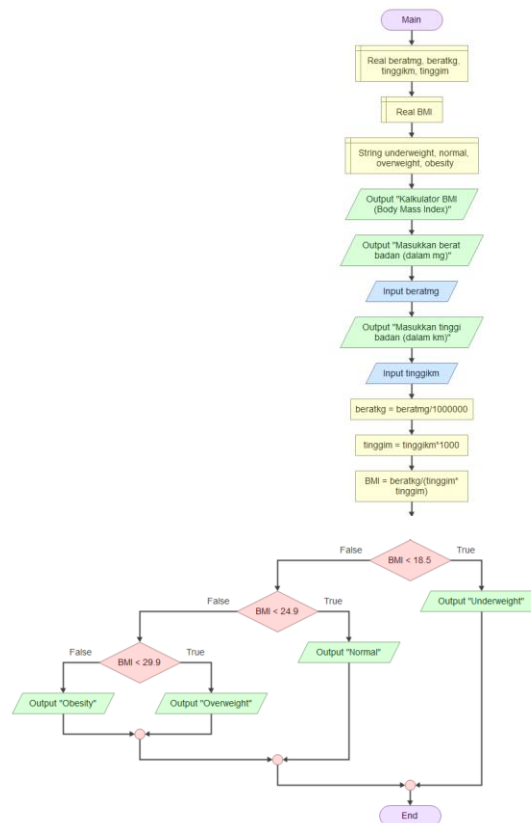 Main
Real beratmg, beratkg,
tinggikm, tinggim
Real BMI
String underweight, normal,
overweight, obesity
Output "Kalkulator BMI
(Body Mass Index)"
Output "Masukkan berat
badan (dalam mg)"
Input beratmg
Output "Masukkan tinggi
badan (dalam km)"
Input tinggikm
beratkg = beratmg/1000000
tinggim = tinggikm*1000
BMI = beratkg/(tinggim*
tinggim)
False
BMI < 18.5
True
Output "Underweight"
False
BMI < 24.9
True
Output "Normal"
False
BMI < 29.9
True
Output "Obesity"
Output "Overweight"
End